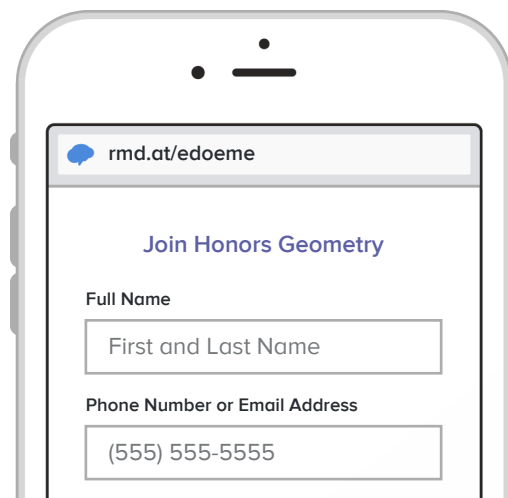 rmd.at/edoeme
Join Honors Geometry
Full Name
First and Last Name
Phone Number or Email Address
(555) 555-5555